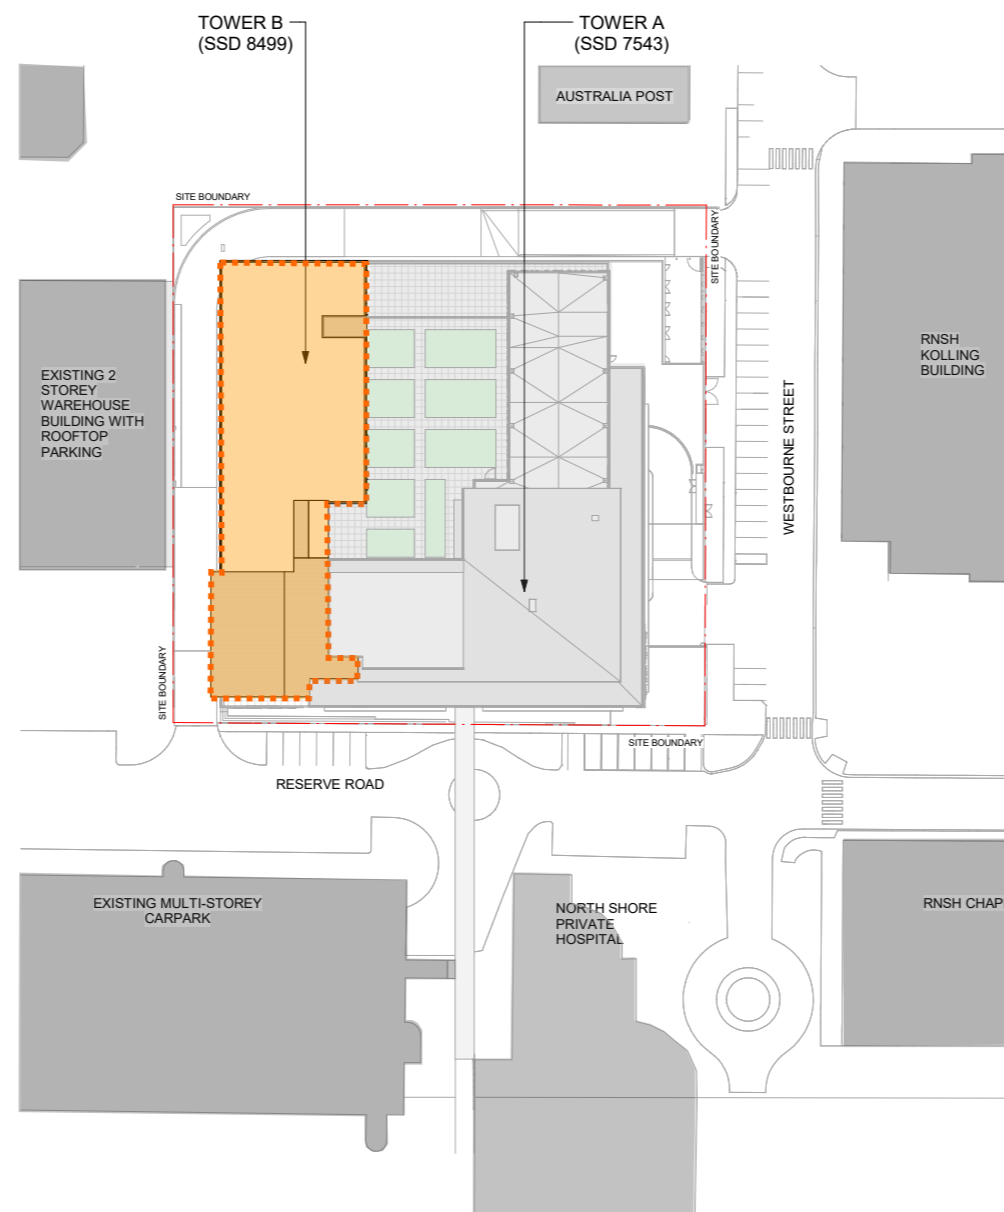 TOWER B
(SSD 8499)
TOWER A
(SSD 7543)
AUSTRALIA POST
SITE BOUNDARY
SITE BOUNDARY
EXISTING 2
STOREY
WAREHOUSE
BUILDING WITH
ROOFTOP
PARKING
RNSH
KOLLING
BUILDING
WESTBOURNE STREET
SITE BOUNDARY
SITE BOUNDARY
RESERVE ROAD
EXISTING MULTI-STOREY
CARPARK
NORTH SHORE
PRIVATE
HOSPITAL
RNSH CHAP